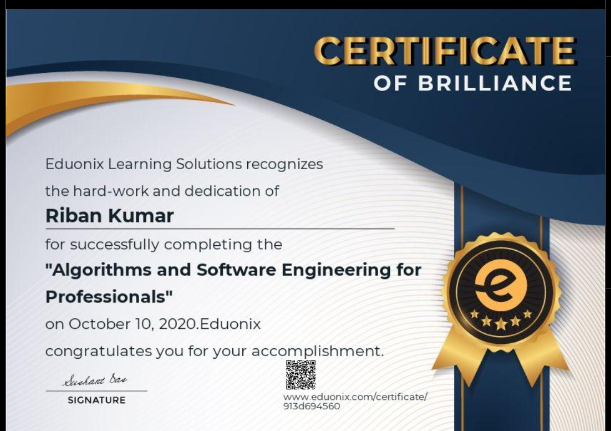 CERTIFICATE
OF BRILLIANCE
Eduonix Learning Solutions recognizes
the hard-work and dedication of
Riban Kumar
for successfully completing the
"Algorithms and Software Engineering for
Professionals"
on October 10, 2020.Eduonix
congratulates you for your accomplishment.
e
SIGNATURE
www.eduonix.com/certificate/
913d694560